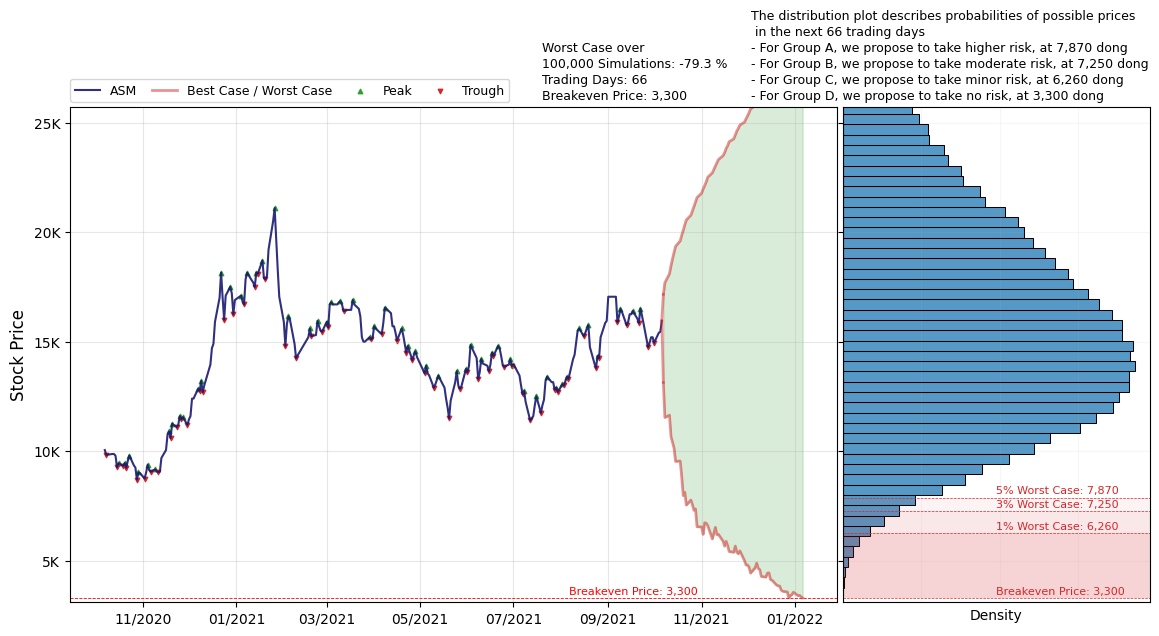 The distribution plot describes probabilities of possible prices
in the next 66 trading days
- For Group A, we propose to take higher risk, at 7,870 dong
- For Group B, we propose to take moderate risk, at 7,250 dong
- For Group C, we propose to take minor risk, at 6,260 dong
- For Group D, we propose to take no risk, at 3,300 dong
Worst Case over
100,000 Simulations: -79.3 %
Trading Days: 66
Breakeven Price: 3,300
ASM
Best Case / Worst Case
Peak
Trough
Stock Price
25K
20K
15K
10K
5K
Breakeven Price: 3,300
11/2020
01/2021
03/2021
05/2021
07/2021
09/2021
11/2021
01/2022
5% Worst Case: 7,870
3% Worst Case: 7,250
1% Worst Case: 6,260
Breakeven Price: 3,300
Density